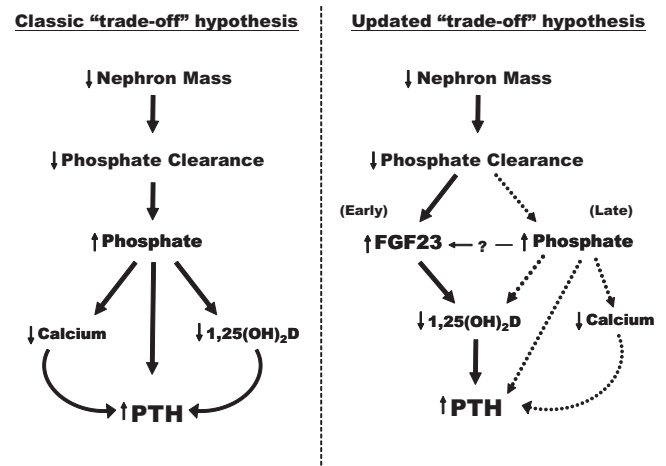 Classic “trade-off” hypothesis
↓Nephron Mass
↓Phosphate Clearance
↑Phosphate
↓Calcium
↓1,25(OH)₂D
↑PTH
Updated “trade-off” hypothesis
↓Nephron Mass
↓Phosphate Clearance
(Early)
(Late)
↑FGF23 ← ? — ↑Phosphate
↓1,25(OH)₂D
↓Calcium
↑PTH